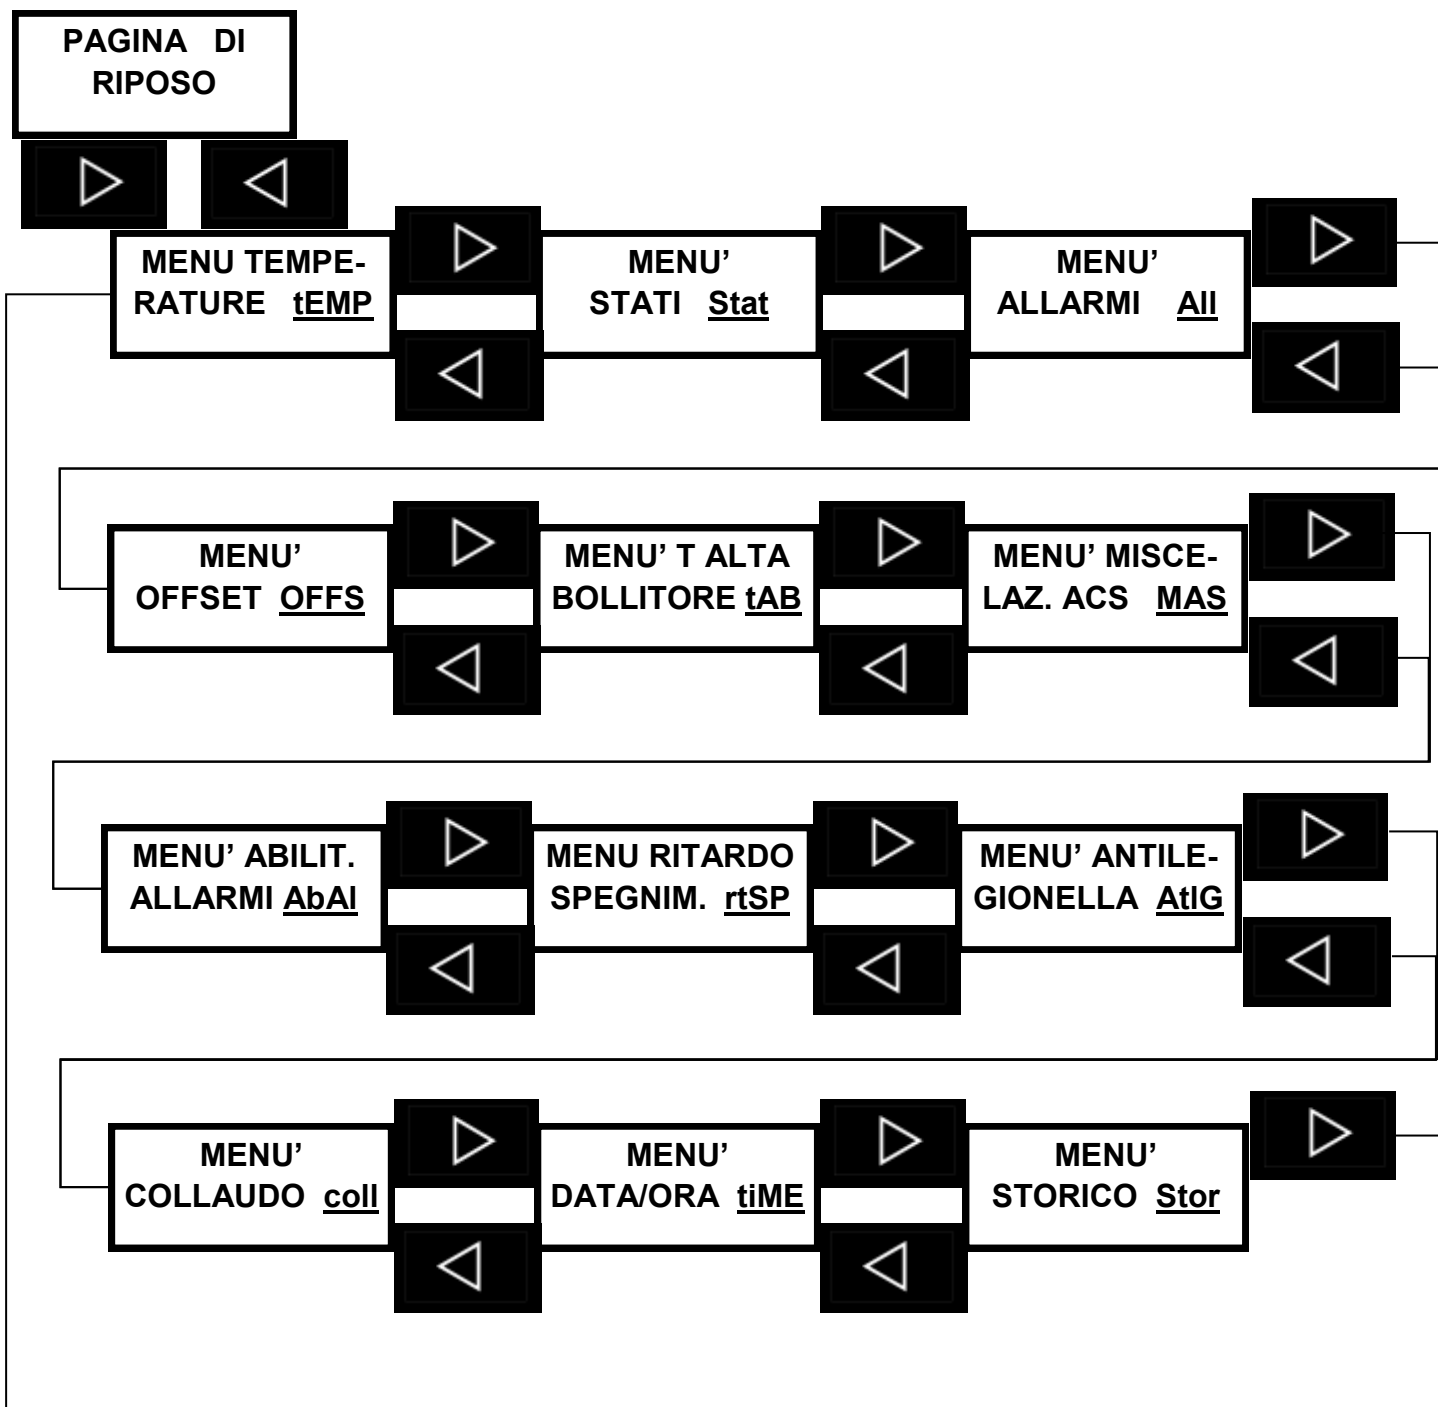 PAGINA DI
RIPOSO
MENU TEMPE-
RATURE tEMP
MENU'
STATI Stat
MENU'
ALLARMI All
MENU'
OFFSET OFFS
MENU' T ALTA
BOLLITORE tAB
MENU' MISCE-
LAZ. ACS MAS
MENU' ABILIT.
ALLARMI AbAl
MENU RITARDO
SPEGNIM. rtSP
MENU' ANTILE-
GIONELLA AtlG
MENU'
COLLAUDO coll
MENU'
DATA/ORA tiME
MENU'
STORICO Stor